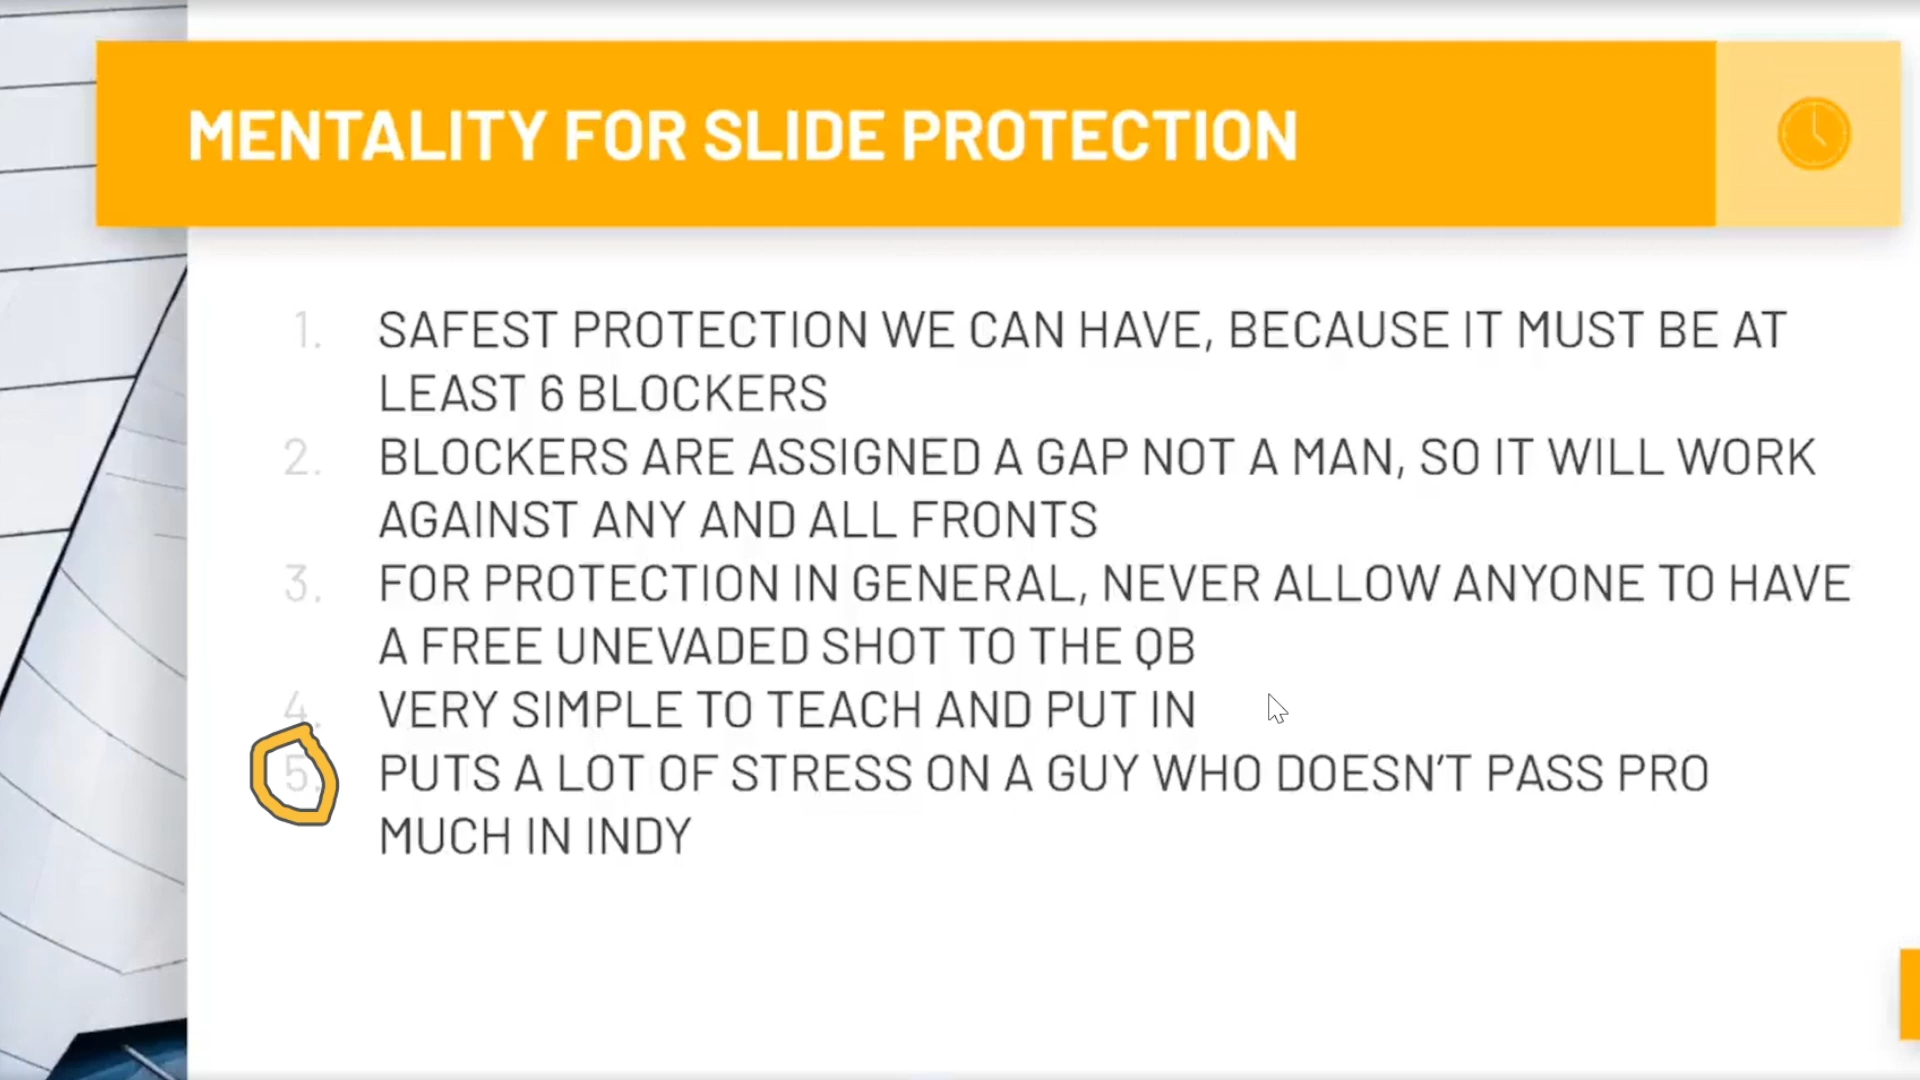 MENTALITY FOR SLIDE PROTECTION
1. SAFEST PROTECTION WE CAN HAVE, BECAUSE IT MUST BE AT
LEAST 6 BLOCKERS
2. BLOCKERS ARE ASSIGNED A GAP NOT A MAN, SO IT WILL WORK
AGAINST ANY AND ALL FRONTS
3. FOR PROTECTION IN GENERAL, NEVER ALLOW ANYONE TO HAVE
A FREE UNEVADED SHOT TO THE QB
4. VERY SIMPLE TO TEACH AND PUT IN
5. PUTS A LOT OF STRESS ON A GUY WHO DOESN'T PASS PRO
MUCH IN INDY